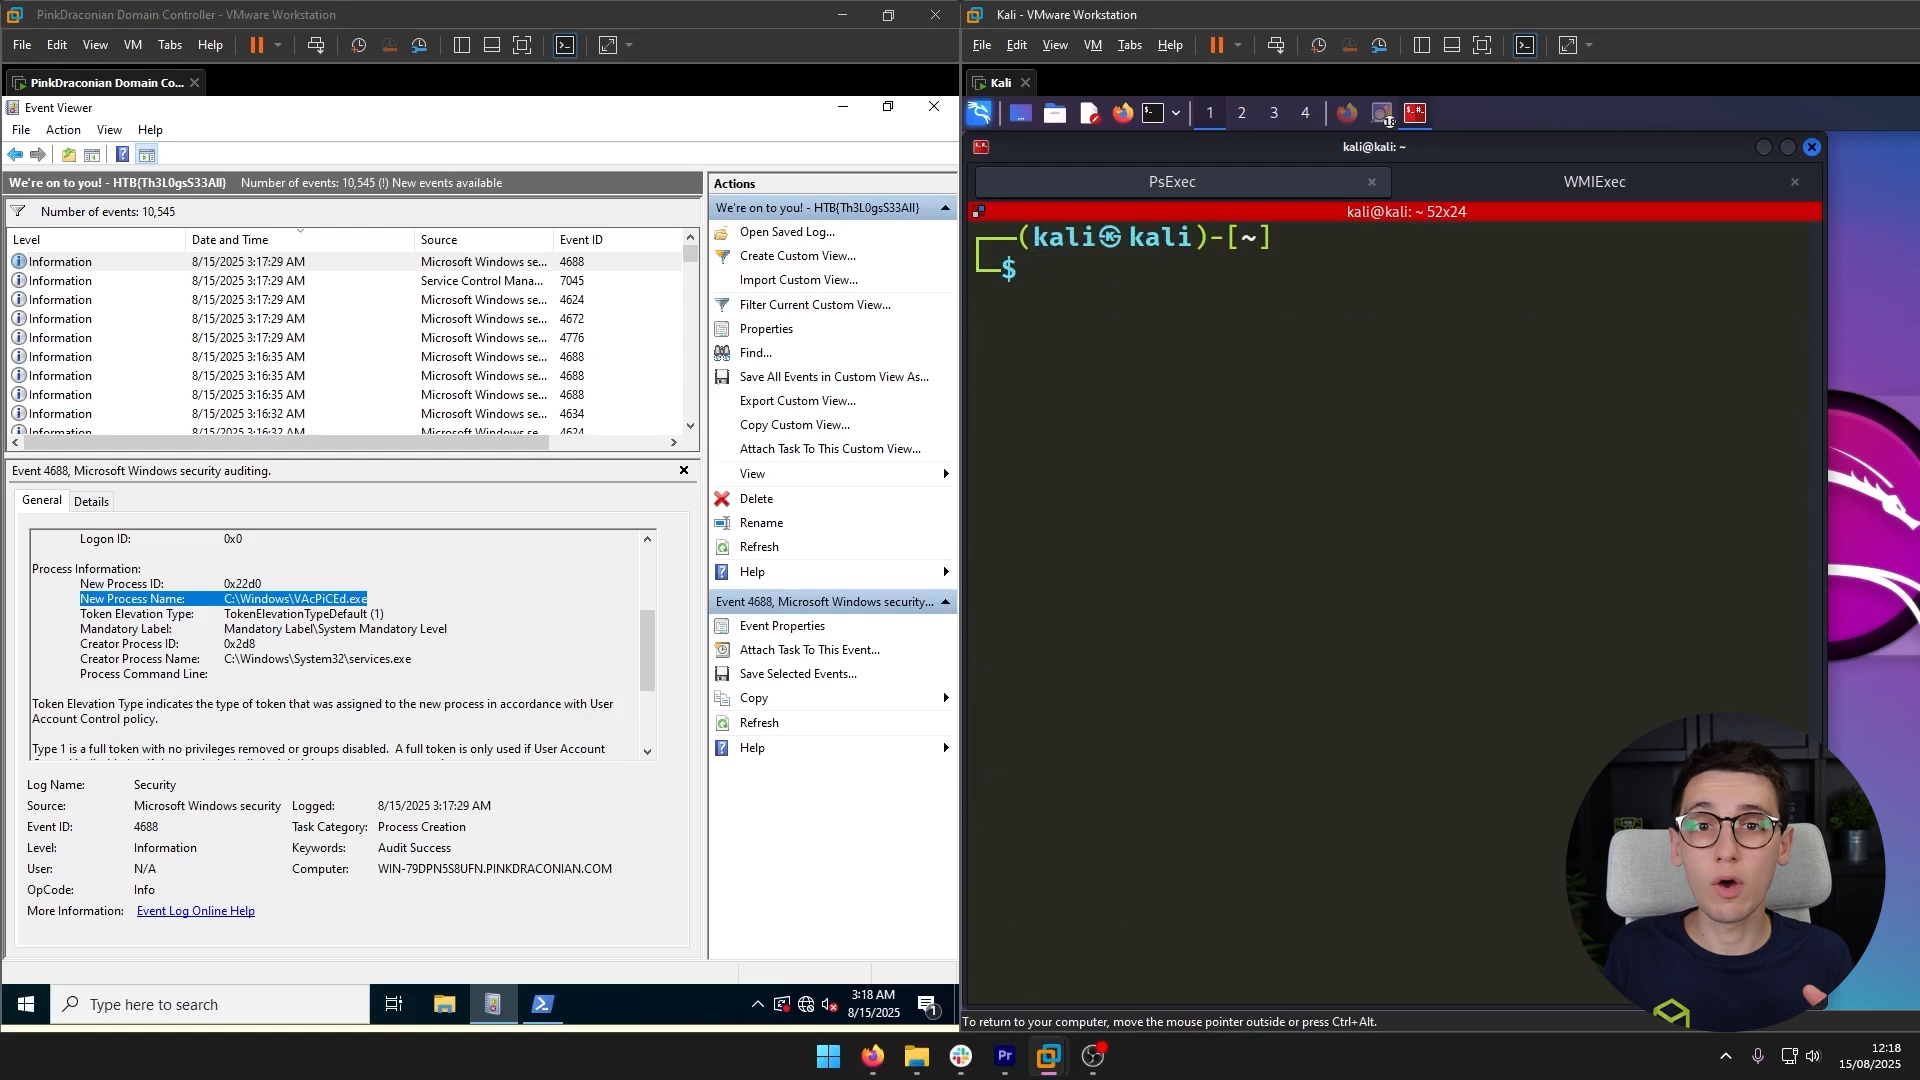 PinkDraconian Domain Controller - VMware Workstation
File Edit View VM Tabs Help
PinkDraconian Domain Co...
Event Viewer
File Action View Help
We're on to you! - HTB{Th3L0gsS33All} Number of events: 10,545 (!) New events available
Number of events: 10,545
Level Date and Time Source Event ID
Information 8/15/2025 3:17:29 AM Microsoft Windows se... 4688
Information 8/15/2025 3:17:29 AM Service Control Mana... 7045
Information 8/15/2025 3:17:29 AM Microsoft Windows se... 4624
Information 8/15/2025 3:17:29 AM Microsoft Windows se... 4672
Information 8/15/2025 3:17:29 AM Microsoft Windows se... 4776
Information 8/15/2025 3:16:35 AM Microsoft Windows se... 4688
Information 8/15/2025 3:16:35 AM Microsoft Windows se... 4688
Information 8/15/2025 3:16:35 AM Microsoft Windows se... 4688
Information 8/15/2025 3:16:32 AM Microsoft Windows se... 4634
Information 8/15/2025 3:16:32 AM Microsoft Windows se... 4624
Event 4688, Microsoft Windows security auditing.
General Details
Logon ID: 0x0
Process Information:
New Process ID: 0x22d0
New Process Name: C:\Windows\VAcPiCEd.exe
Token Elevation Type: TokenElevationTypeDefault (1)
Mandatory Label: Mandatory Label\System Mandatory Level
Creator Process ID: 0x2d8
Creator Process Name: C:\Windows\System32\services.exe
Process Command Line:
Token Elevation Type indicates the type of token that was assigned to the new process in accordance with User
Account Control policy.
Type 1 is a full token with no privileges removed or groups disabled. A full token is only used if User Account
Log Name: Security
Source: Microsoft Windows security Logged: 8/15/2025 3:17:29 AM
Event ID: 4688 Task Category: Process Creation
Level: Information Keywords: Audit Success
User: N/A Computer: WIN-79DPN5S8UFN.PINKDRACONIAN.COM
OpCode: Info
More Information: Event Log Online Help
Actions
We're on to you! - HTB{Th3L0gsS33All}
Open Saved Log...
Create Custom View...
Import Custom View...
Filter Current Custom View...
Properties
Find...
Save All Events in Custom View As...
Export Custom View...
Copy Custom View...
Attach Task To This Custom View...
View
Delete
Rename
Refresh
Help
Event 4688, Microsoft Windows security...
Event Properties
Attach Task To This Event...
Save Selected Events...
Copy
Refresh
Help
Type here to search
3:18 AM
8/15/2025
1
Kali - VMware Workstation
File Edit View VM Tabs Help
Kali
1 2 3 4
18
kali@kali: ~
PsExec WMIExec
kali@kali: ~ 52x24
(kali㉿kali)-[~]
$
To return to your computer, move the mouse pointer outside or press Ctrl+Alt.
Pr
12:18
15/08/2025